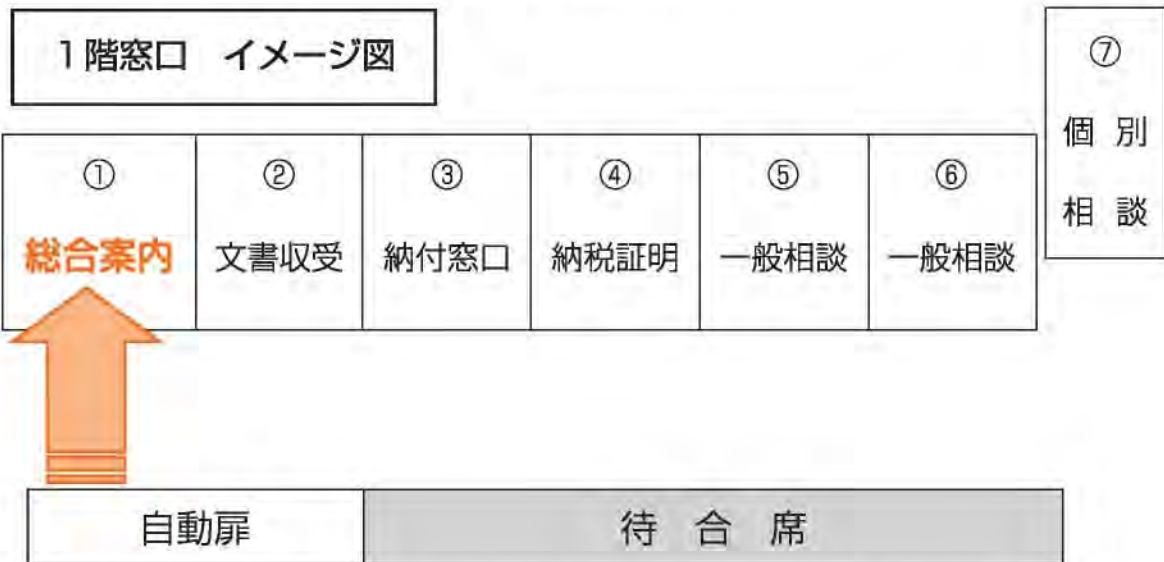 1階窓口　イメージ図
①
総合案内
②
文書収受
③
納付窓口
④
納税証明
⑤
一般相談
⑥
一般相談
⑦
個 別
相 談
自動扉
待 合 席